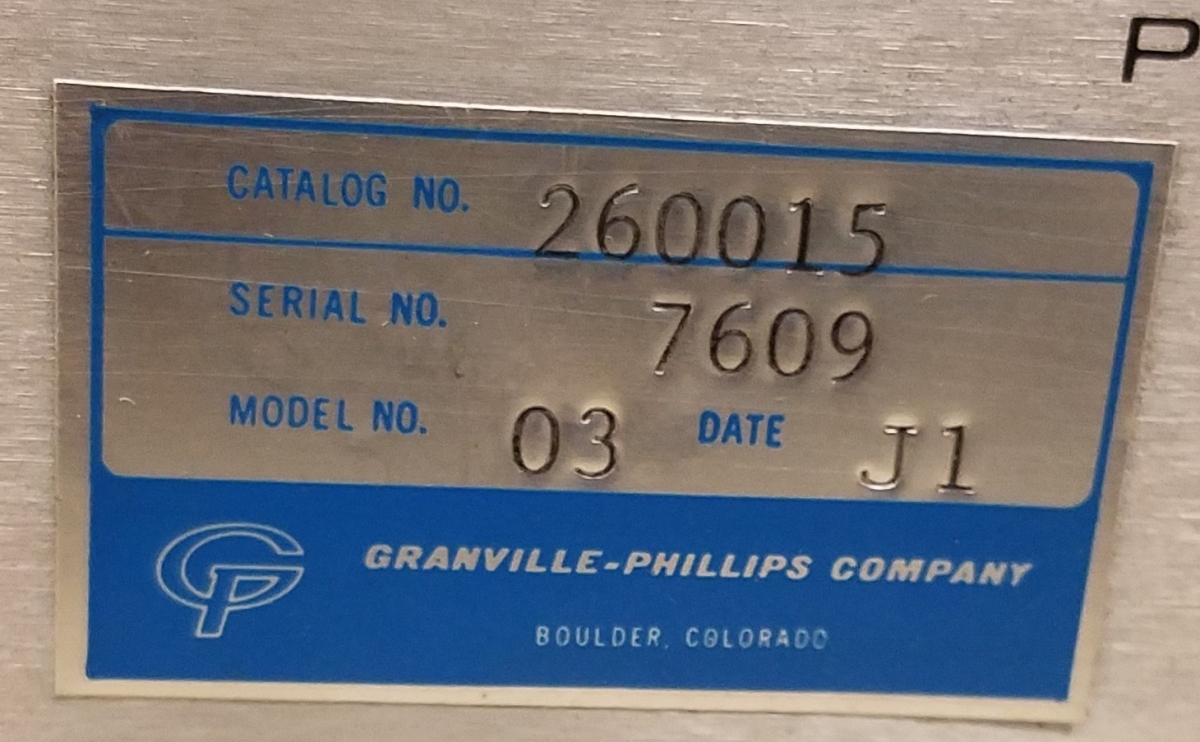 P
CATALOG NO. 260015
SERIAL NO. 7609
MODEL NO. 03 DATE J1
GP GRANVILLE-PHILLIPS COMPANY
BOULDER, COLORADO